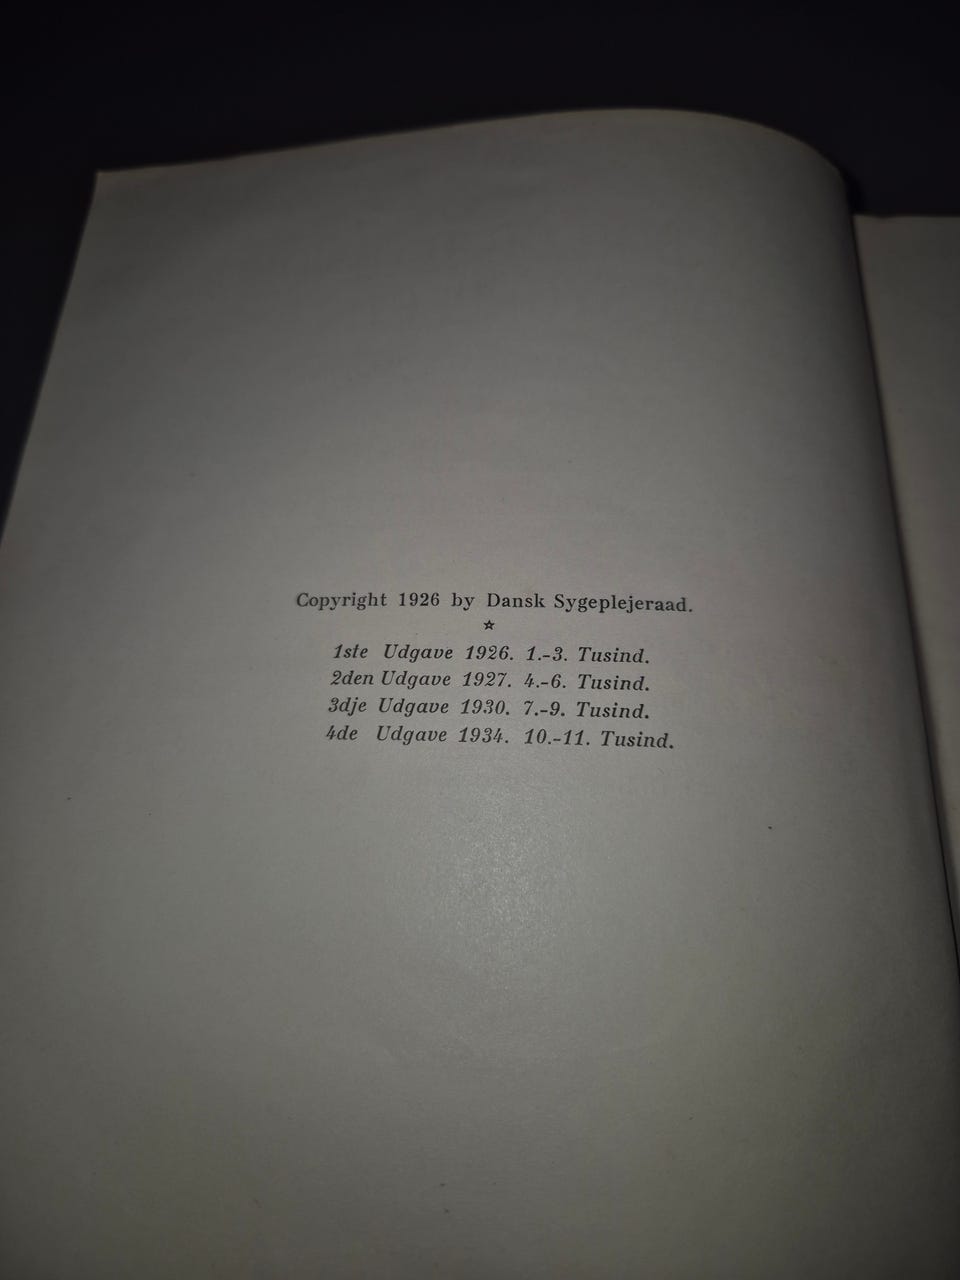 Copyright 1926 by Dansk Sygeplejeraad.
☆
1ste Udgave 1926. 1.-3. Tusind.
2den Udgave 1927. 4.-6. Tusind.
3dje Udgave 1930. 7.-9. Tusind.
4de Udgave 1934. 10.-11. Tusind.